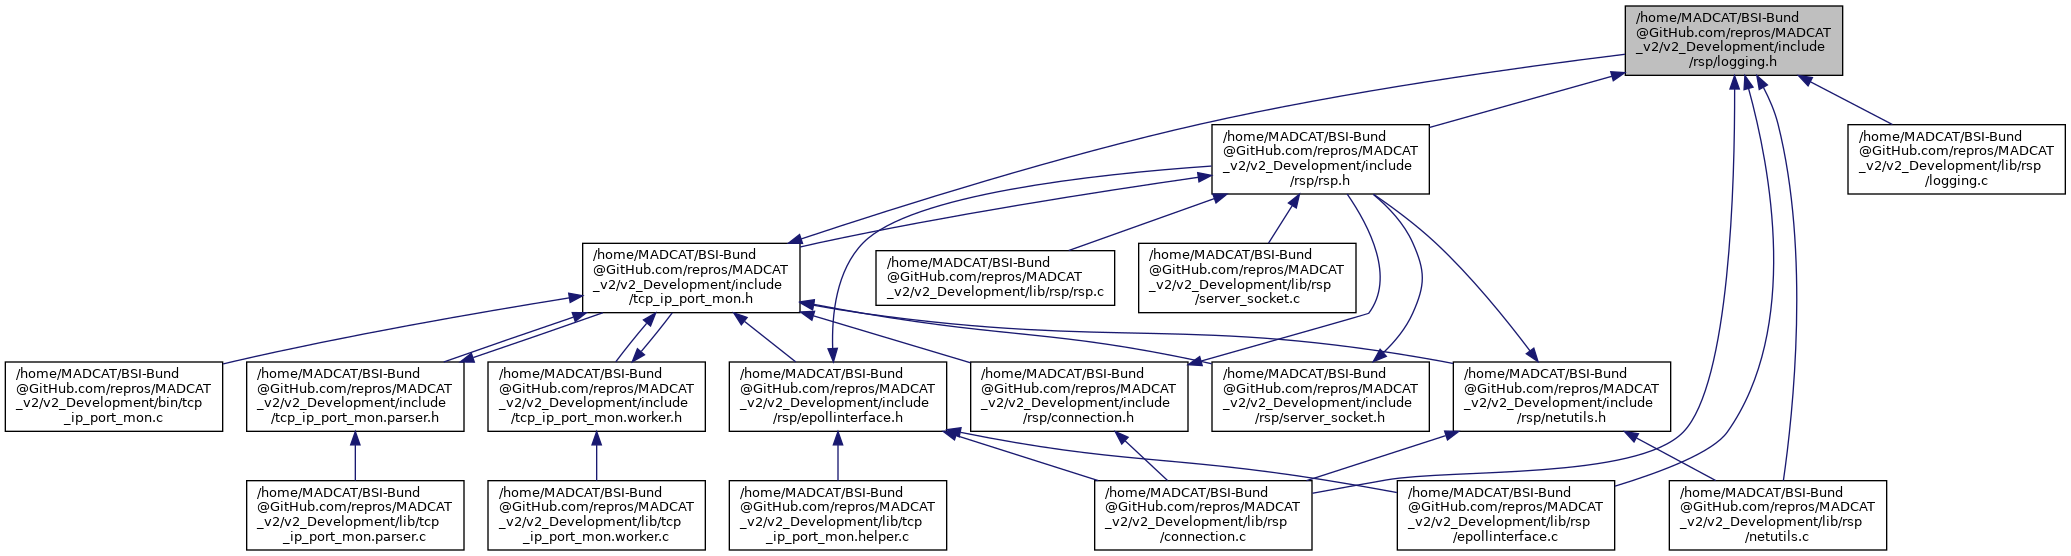 /home/MADCAT/BSI-Bund
@GitHub.com/repros/MADCAT
_v2/v2_Development/include
/rsp/logging.h
/home/MADCAT/BSI-Bund
@GitHub.com/repros/MADCAT
_v2/v2_Development/include
/rsp/rsp.h
/home/MADCAT/BSI-Bund
@GitHub.com/repros/MADCAT
_v2/v2_Development/lib/rsp
/logging.c
/home/MADCAT/BSI-Bund
@GitHub.com/repros/MADCAT
_v2/v2_Development/include
/tcp_ip_port_mon.h
/home/MADCAT/BSI-Bund
@GitHub.com/repros/MADCAT
_v2/v2_Development/lib/rsp/rsp.c
/home/MADCAT/BSI-Bund
@GitHub.com/repros/MADCAT
_v2/v2_Development/lib/rsp
/server_socket.c
/home/MADCAT/BSI-Bund
@GitHub.com/repros/MADCAT
_v2/v2_Development/bin/tcp
_ip_port_mon.c
/home/MADCAT/BSI-Bund
@GitHub.com/repros/MADCAT
_v2/v2_Development/include
/tcp_ip_port_mon.parser.h
/home/MADCAT/BSI-Bund
@GitHub.com/repros/MADCAT
_v2/v2_Development/include
/tcp_ip_port_mon.worker.h
/home/MADCAT/BSI-Bund
@GitHub.com/repros/MADCAT
_v2/v2_Development/include
/rsp/epollinterface.h
/home/MADCAT/BSI-Bund
@GitHub.com/repros/MADCAT
_v2/v2_Development/include
/rsp/connection.h
/home/MADCAT/BSI-Bund
@GitHub.com/repros/MADCAT
_v2/v2_Development/include
/rsp/server_socket.h
/home/MADCAT/BSI-Bund
@GitHub.com/repros/MADCAT
_v2/v2_Development/include
/rsp/netutils.h
/home/MADCAT/BSI-Bund
@GitHub.com/repros/MADCAT
_v2/v2_Development/lib/tcp
_ip_port_mon.parser.c
/home/MADCAT/BSI-Bund
@GitHub.com/repros/MADCAT
_v2/v2_Development/lib/tcp
_ip_port_mon.worker.c
/home/MADCAT/BSI-Bund
@GitHub.com/repros/MADCAT
_v2/v2_Development/lib/tcp
_ip_port_mon.helper.c
/home/MADCAT/BSI-Bund
@GitHub.com/repros/MADCAT
_v2/v2_Development/lib/rsp
/connection.c
/home/MADCAT/BSI-Bund
@GitHub.com/repros/MADCAT
_v2/v2_Development/lib/rsp
/epollinterface.c
/home/MADCAT/BSI-Bund
@GitHub.com/repros/MADCAT
_v2/v2_Development/lib/rsp
/netutils.c